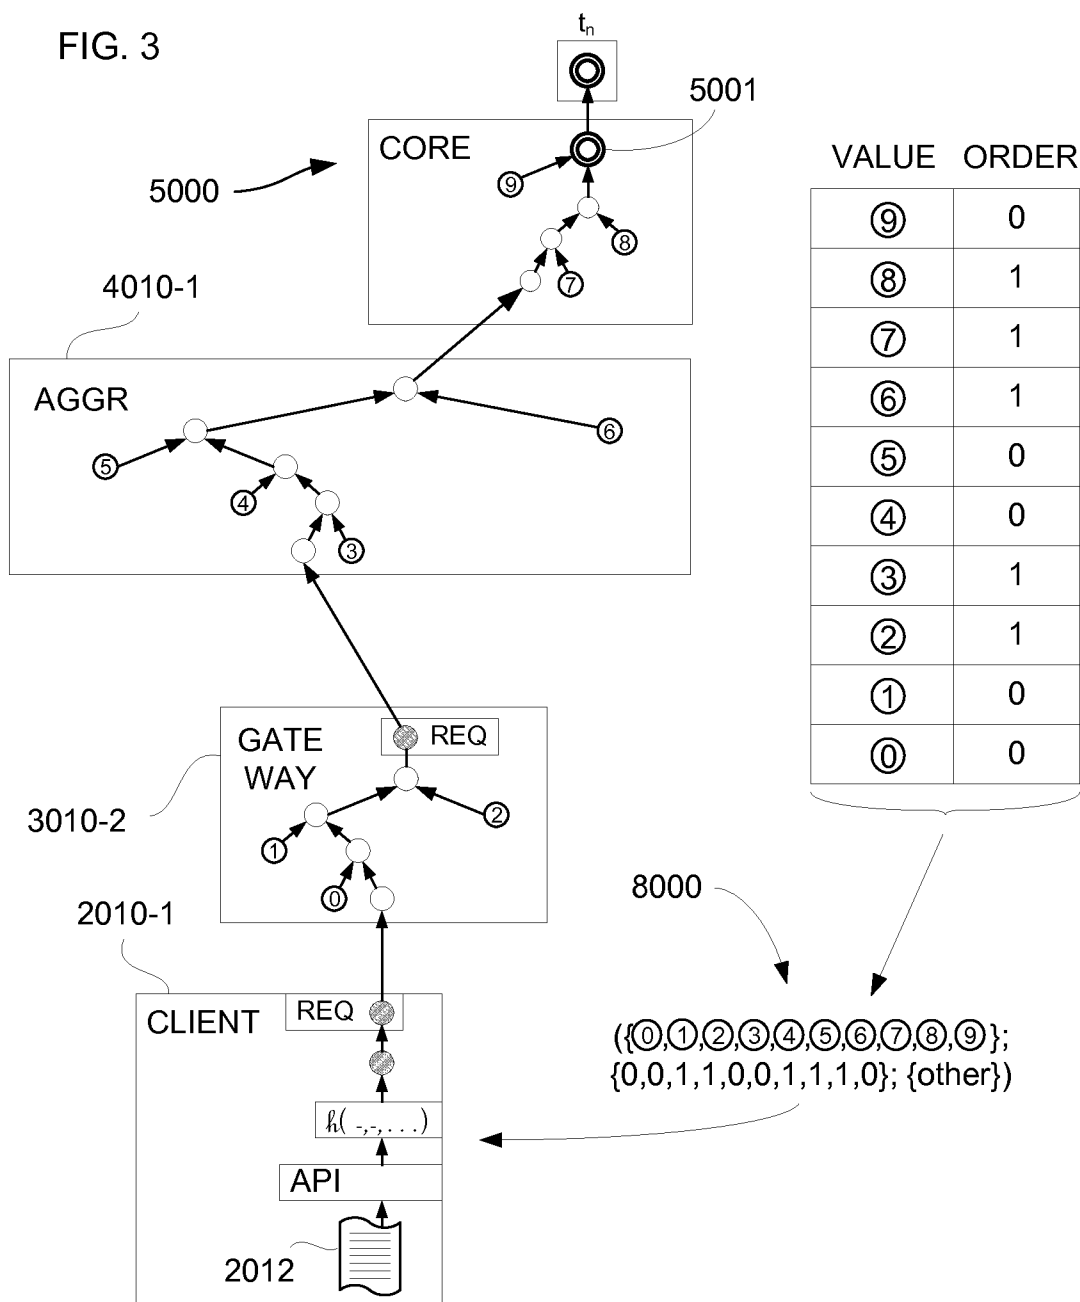 FIG. 3
tn
5001
CORE
5000
⑨
⑧
⑦
4010-1
AGGR
⑥
⑤
④
③
REQ
GATE
WAY
②
3010-2
①
⓪
2010-1
REQ
CLIENT
h( -,-, . . . )
API
2012
VALUE ORDER
⑨ 0
⑧ 1
⑦ 1
⑥ 1
⑤ 0
④ 0
③ 1
② 1
① 0
⓪ 0
8000
({⓪,①,②,③,④,⑤,⑥,⑦,⑧,⑨};
{0,0,1,1,0,0,1,1,1,0}; {other})